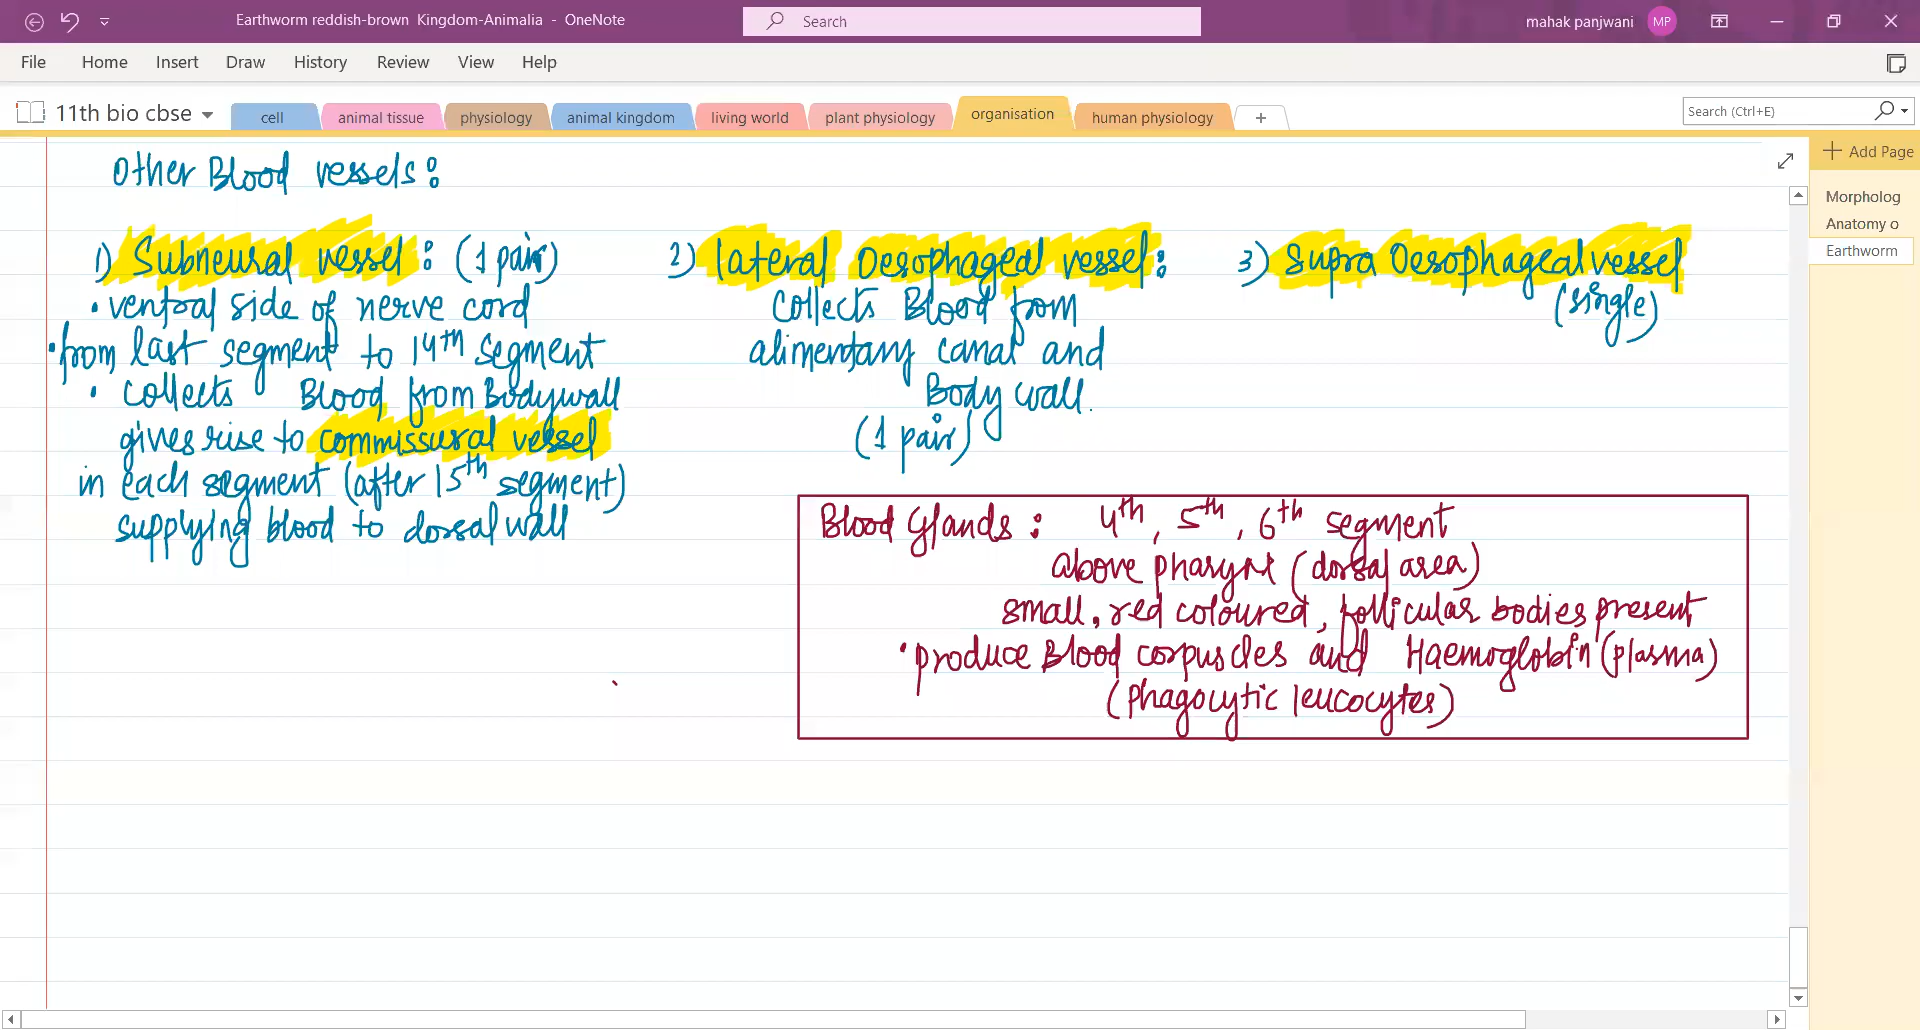 Earthworm reddish-brown Kingdom-Animalia - OneNote
Search
mahak panjwani
MP
File Home Insert Draw History Review View Help
11th bio cbse
cell
animal tissue
physiology
animal kingdom
living world
plant physiology
organisation
human physiology
+
Search (Ctrl+E)
Add Page
Morpholog
Anatomy o
Earthworm
Other Blood vessels:
1) Subneural vessel: (1 pair)
• ventral side of nerve cord
• from last segment to 14th segment
• collects Blood from Bodywall
gives rise to commissural vessel
in each segment (after 15th segment)
supplying blood to dorsal wall
2) lateral Oesophageal vessel:
Collects Blood from
alimentary canal and
Body wall.
(1 pair)
3) Supra Oesophageal vessel
(single)
Blood Glands: 4th, 5th, 6th segment
above pharynx (dorsal area)
small, red coloured, follicular bodies present
• produce Blood corpuscles and Haemoglobin (plasma)
(Phagocytic leucocytes)